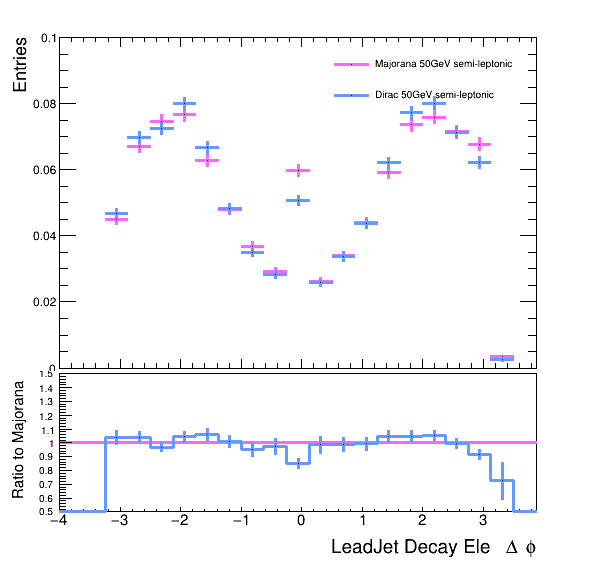 Entries
0.1
0.08
0.06
0.04
0.02
0
Majorana 50GeV semi-leptonic
Dirac 50GeV semi-leptonic
Ratio to Majorana
1.5
1.4
1.3
1.2
1.1
1
0.9
0.8
0.7
0.6
0.5
−4 −3 −2 −1 0 1 2 3
LeadJet Decay Ele Δ ϕ